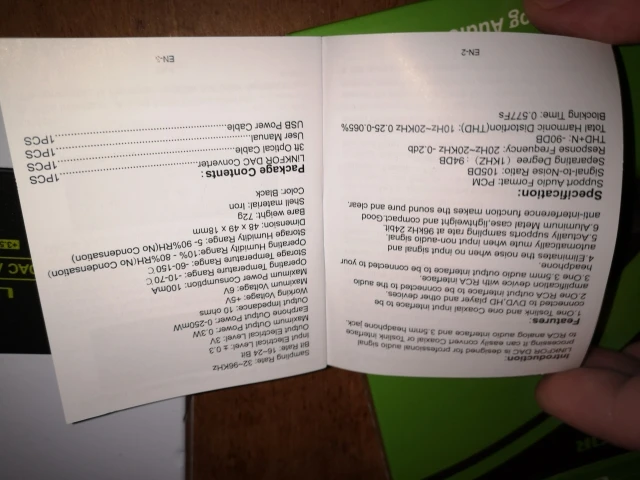 Introduction:
LINKFOR DAC is designed for professional audio signal
processing It can easily convert Coaxial or Toslink interface
to RCA analog audio interface and 3.5mm headphone jack.
Features:
1.One Toslink and one Coaxial Input interface to be
connected to DVD,HD player and other devices.
2.One RCA output interface to be connected to the audio
amplification device with RCA interface.
3.One 3.5mm audio output interface to be connected by your
headphone.
4.Eliminates the noise when no input signal and
automatically mute when input non-audio signal.
5.Actually supports sampling rate at 96KHz 24bit.
6.Aluminum Metal case,lightweight and compact.Good
anti-interference function makes the sound pure and clear.
Specification:
Support Audio Format: PCM
Signal-to-Noise Ratio: 105DB
Separating Degree ( 1KHZ) : 94DB
Response Frequency: 20Hz~20KHz-0.2db
THD+N: -90DB
Total Harmonic Distortion(THD): 10Hz~20KHz 0.25-0.065%
Blocking Time: 0.577Fs
EN-2
Sampling Rate: 32~96KHz
Bit Rate: 16~24 Bit
Input Electrical Level: ± 0.3
Output Electrical Level: 3V
Maximum Output Power: 0.3W
Earphone Output Power: 0-250MW
Output Impedance: 10 ohms
Working Voltage: +5V
Maximum Voltage: 6V
Maximum Power Consumption: 100mA
Operating Temperature Range: -10-70℃
Storage Temperature Range: -60-150℃
Operating Humidity Range: 10% - 80%RH(No Condensation)
Storage Humidity Range: 5- 90%RH(NO Condensation)
Dimension: 48 x 49 x 18mm
Bare weight: 72g
Shell material: Iron
Color: Black
Package Contents:
LINKFOR DAC Converter 1PCS
3ft Optical Cable 1PCS
User Manual 1PCS
USB Power Cable 1PCS
EN-3